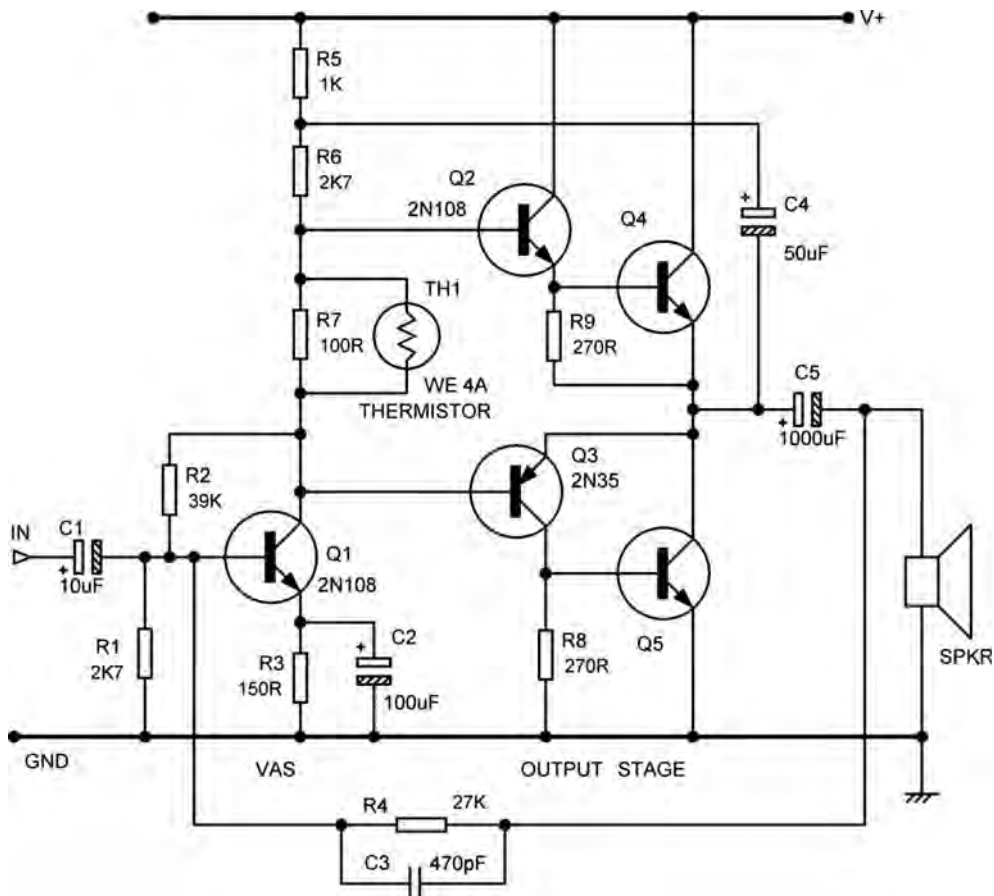 V+
R5
1K
R6
2K7
Q2
2N108
Q4
C4
50uF
TH1
R7
100R
R9
270R
WE 4A
THERMISTOR
C5
1000uF
R2
39K
Q3
2N35
IN
C1
10uF
Q1
2N108
Q5
R1
2K7
R3
150R
C2
100uF
R8
270R
SPKR
GND
VAS
OUTPUT STAGE
R4
27K
C3
470pF
+
+
+
+
+